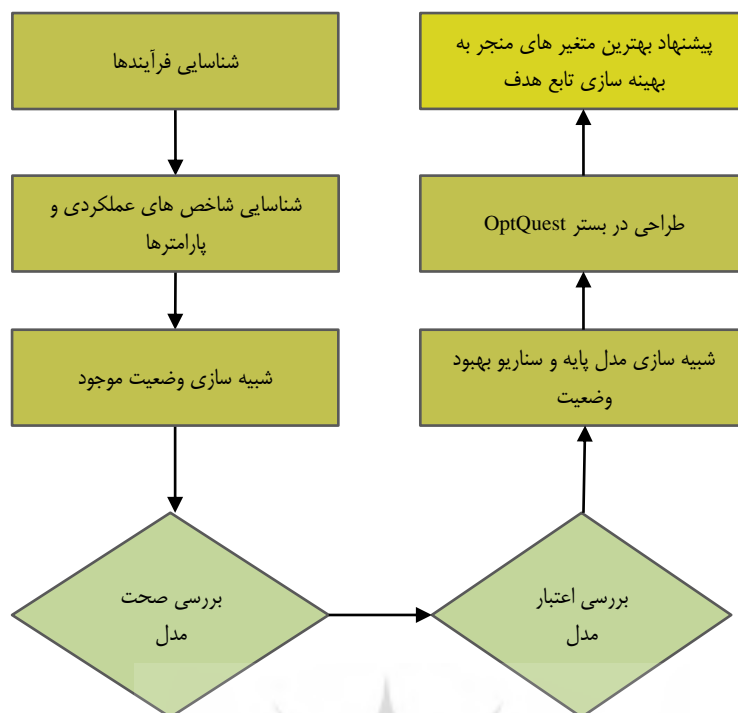 شناسایی فرآیندها
شناسایی شاخص های عملکردی و
پارامترها
شبیه سازی وضعیت موجود
بررسی صحت
مدل
بررسی اعتبار
مدل
شبیه سازی مدل پایه و سناریو بهبود
وضعیت
طراحی در بستر OptQuest
پیشنهاد بهترین متغیر های منجر به
بهینه سازی تابع هدف